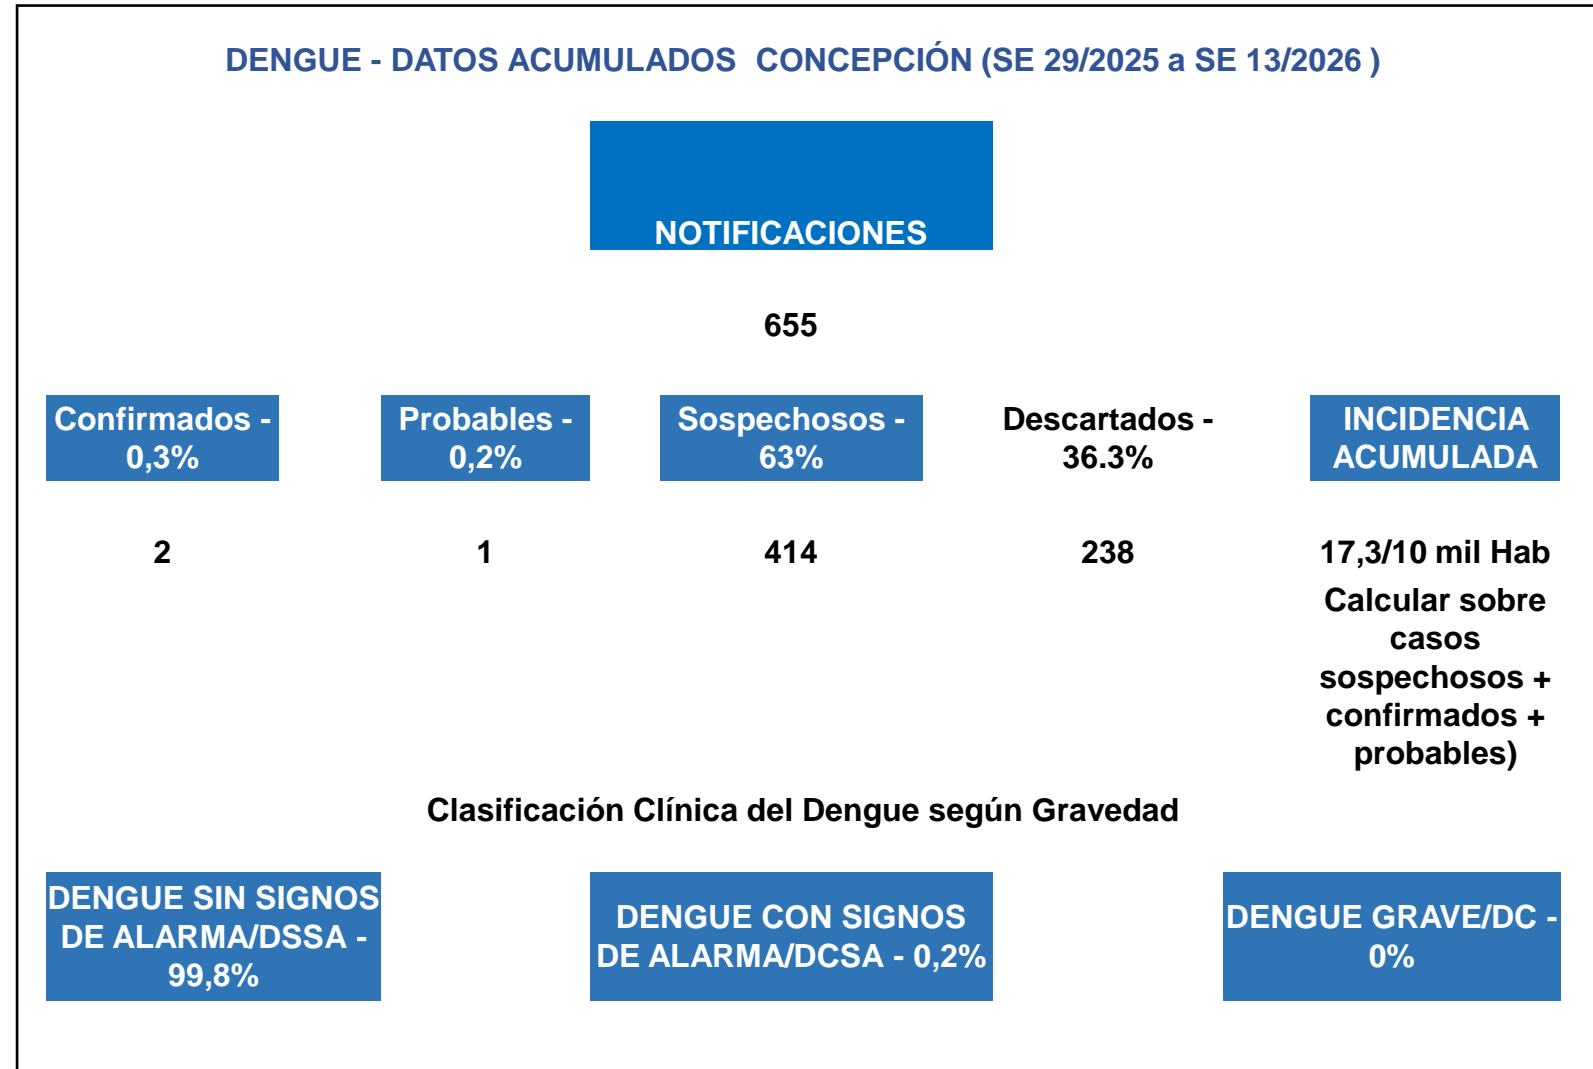 DENGUE - DATOS ACUMULADOS  CONCEPCIÓN (SE 29/2025 a SE 13/2026 )
NOTIFICACIONES
655
Confirmados -
0,3%
Probables -
0,2%
Sospechosos -
63%
Descartados -
36.3%
INCIDENCIA
ACUMULADA
2
1
414
238
17,3/10 mil Hab
Calcular sobre
casos
sospechosos +
confirmados +
probables)
Clasificación Clínica del Dengue según Gravedad
DENGUE SIN SIGNOS
DE ALARMA/DSSA -
99,8%
DENGUE CON SIGNOS
DE ALARMA/DCSA - 0,2%
DENGUE GRAVE/DC -
0%